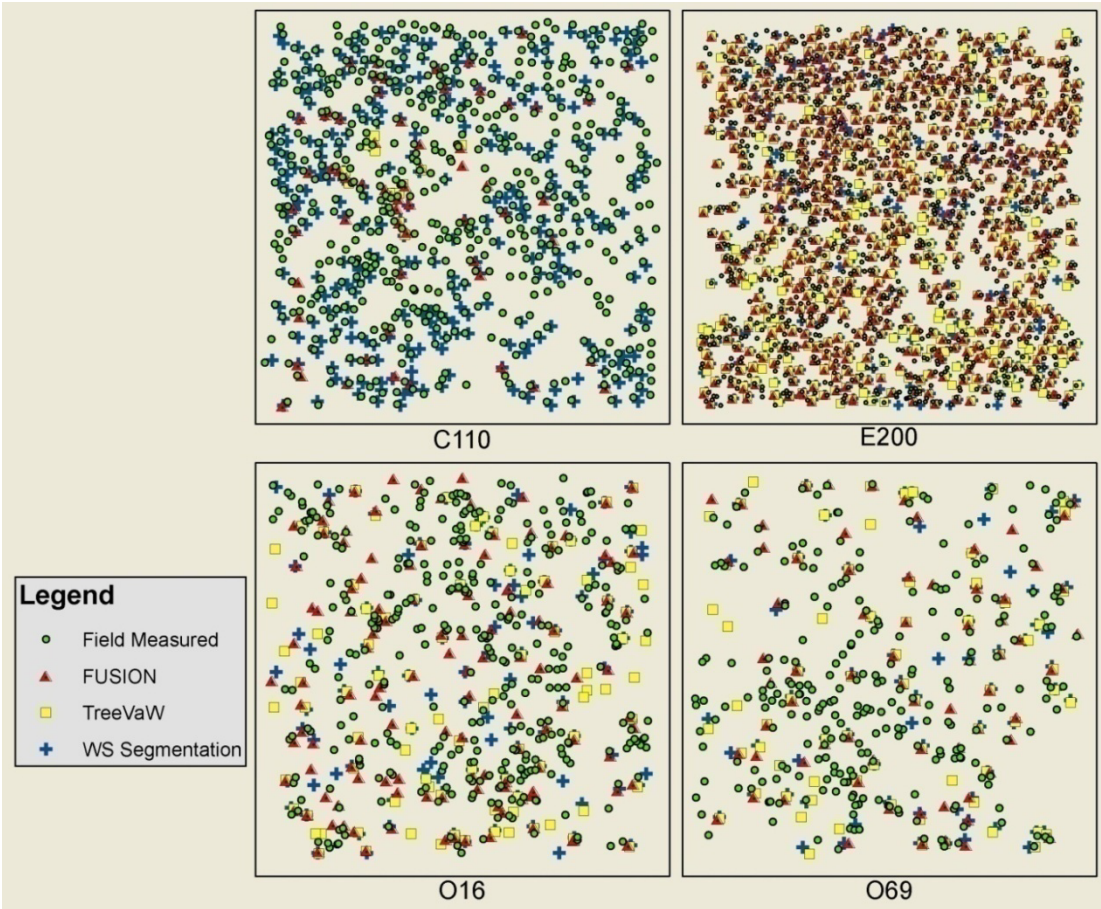 C110
E200
Legend
Field Measured
FUSION
TreeVaW
WS Segmentation
O16
O69